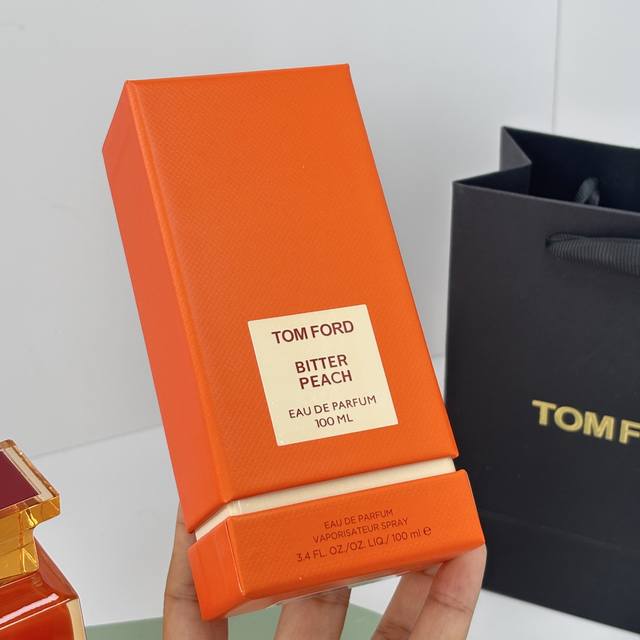 TOM FORD
BITTER
PEACH
EAU DE PARFUM
100 ML
EAU DE PARFUM
VAPORISATEUR SPRAY
3.4 FL. OZ./OZ. LIQ./ 100 ml ℮
TOM F